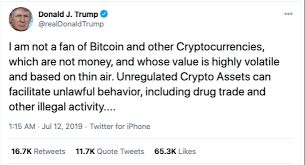 Donald J. Trump
@realDonaldTrump
I am not a fan of Bitcoin and other Cryptocurrencies,
which are not money, and whose value is highly volatile
and based on thin air. Unregulated Crypto Assets can
facilitate unlawful behavior, including drug trade and
other illegal activity....
1:15 AM · Jul 12, 2019 · Twitter for iPhone
16.7K Retweets 11.7K Quote Tweets 65.3K Likes